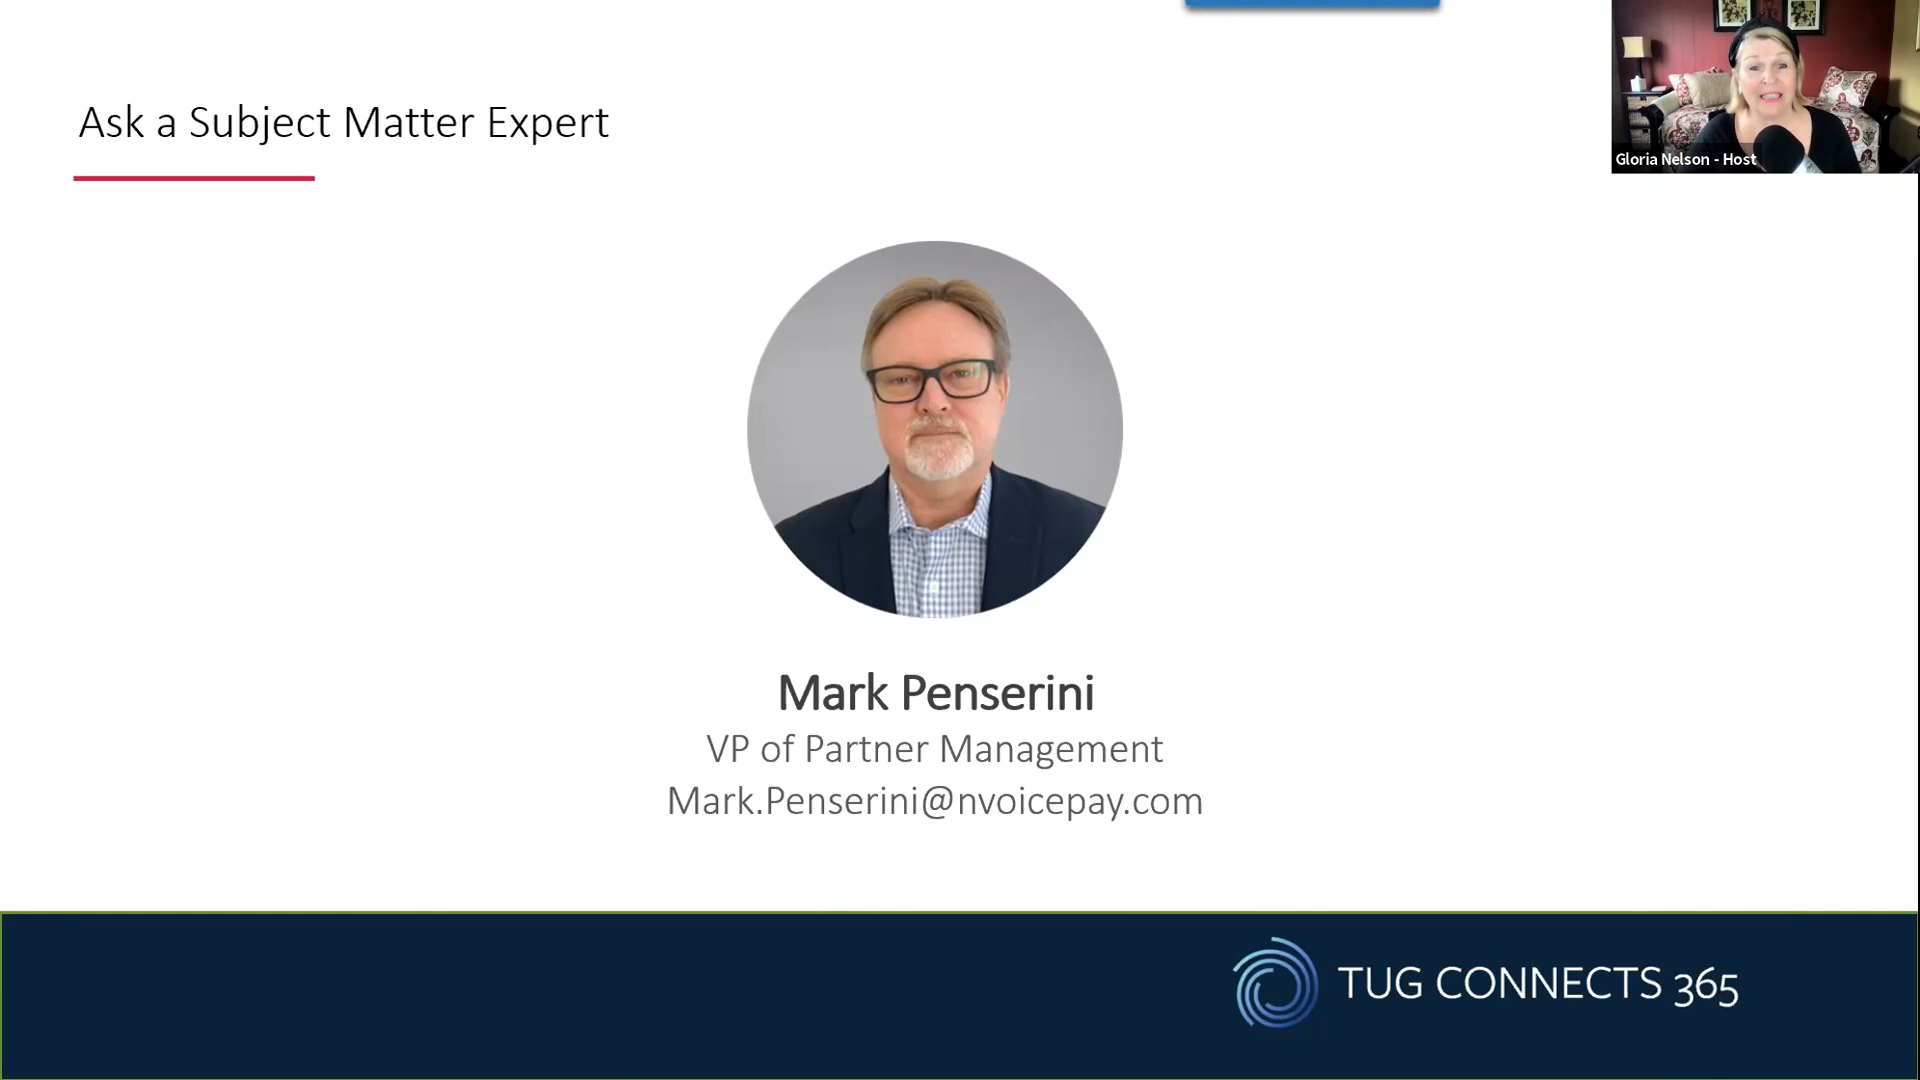 Ask a Subject Matter Expert
Gloria Nelson - Host
Mark Penserini
VP of Partner Management
Mark.Penserini@nvoicepay.com
TUG CONNECTS 365